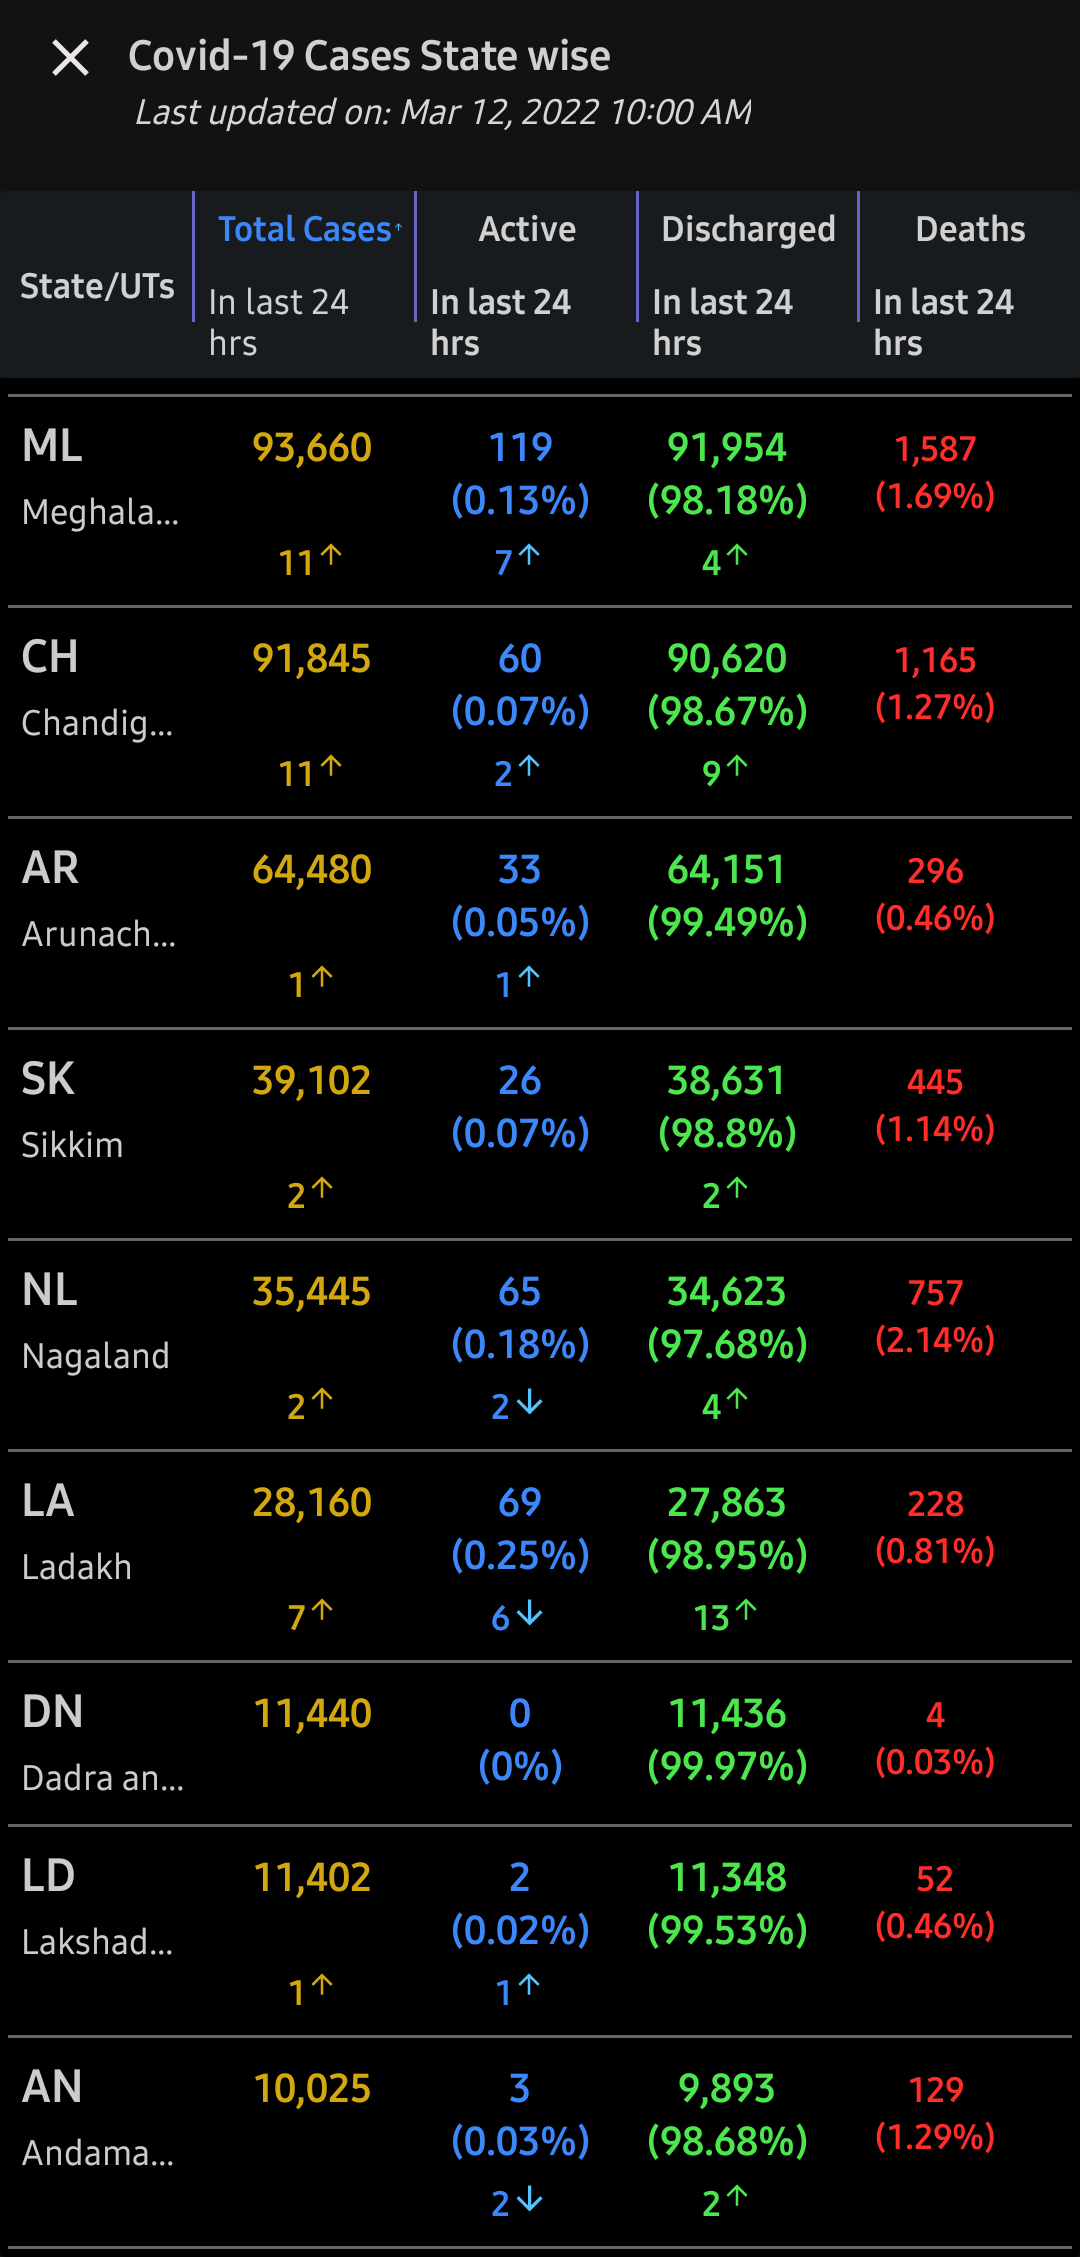 Covid-19 Cases State wise
Last updated on: Mar 12, 2022 10:00 AM
State/UTs
Total Cases↑ Active Discharged Deaths
In last 24 hrs In last 24 hrs In last 24 hrs In last 24 hrs
ML 93,660 119 91,954 1,587
Meghala... (0.13%) (98.18%) (1.69%)
11↑ 7↑ 4↑
CH 91,845 60 90,620 1,165
Chandig... (0.07%) (98.67%) (1.27%)
11↑ 2↑ 9↑
AR 64,480 33 64,151 296
Arunach... (0.05%) (99.49%) (0.46%)
1↑ 1↑
SK 39,102 26 38,631 445
Sikkim (0.07%) (98.8%) (1.14%)
2↑ 2↑
NL 35,445 65 34,623 757
Nagaland (0.18%) (97.68%) (2.14%)
2↑ 2↓ 4↑
LA 28,160 69 27,863 228
Ladakh (0.25%) (98.95%) (0.81%)
7↑ 6↓ 13↑
DN 11,440 0 11,436 4
Dadra an... (0%) (99.97%) (0.03%)
LD 11,402 2 11,348 52
Lakshad... (0.02%) (99.53%) (0.46%)
1↑ 1↑
AN 10,025 3 9,893 129
Andama... (0.03%) (98.68%) (1.29%)
2↓ 2↑